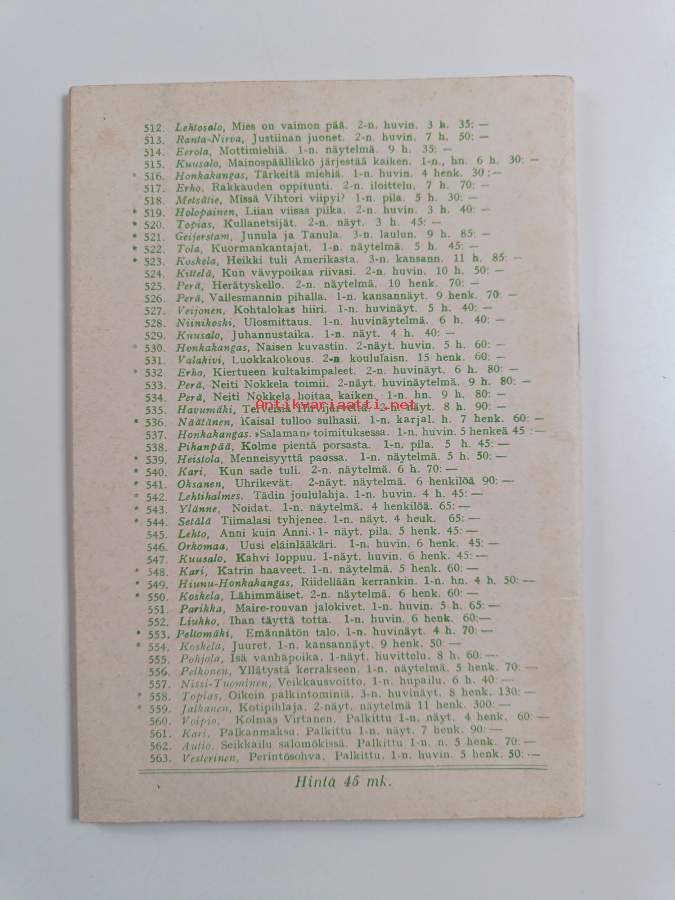 512. Lehtosalo, Mies on vaimon pää. 2-n. huvin. 3 h. 35: —
513. Ranta-Nirva, Justiinan juonet. 2-n. huvin. 7 h. 50: —
514. Eerola, Mottimiehiä. 1-n. näytelmä. 9 h. 35: —
515. Kuusalo, Mainospäällikkö järjestää kaiken. 1-n., hn. 6 h. 30: —
* 516. Honkakangas, Tärkeitä miehiä. 1-n. huvin. 4 henk. 30 :—
517. Erho, Rakkauden oppitunti. 2-n. iloittelu. 7 h. 70: —
518. Metsätie, Missä Vihtori viipyi? 1-n. pila. 5 h. 30: —
* 519. Holopainen, Liian viisas piika. 2-n. huvin. 3 h. 40: —
* 520. Topias, Kullanetsijät. 2-n. näyt. 3 h. 45: —
* 521. Geijerstam, Junula ja Tanula. 3-n. laulun. 9 h. 85: —
* 522. Tola, Kuormankantajat. 1-n. näytelmä. 5 h. 45: —
* 523. Koskela, Heikki tuli Amerikasta. 3-n. kansann. 11 h. 85: —
524. Kittelä, Kun vävypoikaa riivasi. 2-n. huvin. 10 h. 50: —
525. Perä, Herätyskello. 2-n. näytelmä. 10 henk. 70: —
526. Perä, Vallesmannin pihalla. 1-n. kansannäyt. 9 henk. 70: —
527. Veijonen, Kohtalokas hiiri. 1-n. huvinäyt. 5 h. 40: —
528. Niinikoski, Ulosmittaus. 1-n. huvinäytelmä. 6 h. 40: —
529. Kuusalo, Juhannustaika. 1-n. näyt. 4 h. 40: —
* 530. Honkakangas, Naisen kuvastin. 2-näyt. huvin. 5 h. 60: —
531. Valakivi, Luokkakokous. 2-n. koululaisn. 15 henk. 60: —
* 532. Erho, Kiertueen kultakimpaleet. 2-n. huvinäyt. 6 h. 80: —
533. Perä, Neiti Nokkela toimii. 2-näyt. huvinäytelmä. 9 h. 80: —
534. Perä, Neiti Nokkela hoitaa kaiken. 1-n. hn. 9 h. 80: —
Antikvariaatti.net
535. Havumäki, Terveisiä Hirvijärveltä. 2-n. näyt. 8 h. 90: —
* 536. Näätänen, Kaisal tulloo sulhasii. 1-n. karjal. h. 7 henk. 60: —
537. Honkakangas. »Salaman» toimituksessa. 1-n. huvin. 5 henkeä 45 :—
538. Pihanpää, Kolme pientä porsasta. 1-n. pila. 5 h. 45: —
* 539. Heistola, Menneisyyttä paossa. 1-n. näytelmä. 5 h. 50: —
* 540. Kari, Kun sade tuli. 2-n. näytelmä. 6 h. 70: —
* 541. Oksanen, Uhrikevät. 2-näyt. näytelmä. 6 henkilöä 90: —
* 542. Lehtihalmes. Tädin joululahja. 1-n. huvin. 4 h. 45: —
* 543. Ylänne, Noidat. 1-n. näytelmä. 4 henkilöä. 65: —
* 544. Setälä Tiimalasi tyhjenee. 1-n. näyt. 4 heuk. 65: —
545. Lehto, Anni kuin Anni. 1- näyt. pila. 5 henk. 45: —
546. Orhomaa, Uusi eläinlääkäri. 1-n. huvin. 6 henk. 45: —
547. Kuusalo, Kahvi loppuu. 1-näyt. huvin. 6 henk. 45: —
* 548. Kari, Katrin haaveet. 1-n. näytelmä. 5 henk. 60: —
* 549. Hiunu-Honkakangas, Riidellään kerrankin. 1-n. hn. 4 h. 50: —
* 550. Koskela, Lähimmäiset. 2-n. näytelmä. 6 henk. 60: —
551. Parikka, Maire-rouvan jalokivet. 1-n. huvin. 5 h. 65: —
552. Liukko, Ihan täyttä totta. 1-n. huvin. 6 henk. 60:—
* 553. Peltomäki, Emännätön talo. 1-n. huvinäyt. 4 h. 70: —
* 554. Koskela, Juuret. 1-n. kansannäyt. 9 henk. 50: —
555. Pohjola, Isä vanhapoika. 1-näyt. huvittelu. 8 h. 60: —
556. Pelkonen, Yllätystä kerrakseen. 1-n. näytelmä. 5 henk. 70: —
557. Nissi-Tuominen, Veikkausvoitto, 1-n. hupailu, 6 h. 40: —
* 558. Topias, Oikein palkintominiä. 3-n. huvinäyt. 8 henk. 130: —
* 559. Jalkanen, Kotipihlaja. 2-näyt. näytelmä 11 henk. 300: —
560. Voipio, Kolmas Virtanen. Palkittu 1-n. näyt. 4 henk. 60 —
561. Kari, Palkanmaksu. Palkittu 1-n. näyt. 7 henk. 90: —
562. Autio, Seikkailu salomökissä. Palkittu 1-n. n. 5 henk. 70: —
563. Vesterinen, Perintösohva. Palkittu, 1-n. huvin. 5 henk. 50: —
Hinta 45 mk.